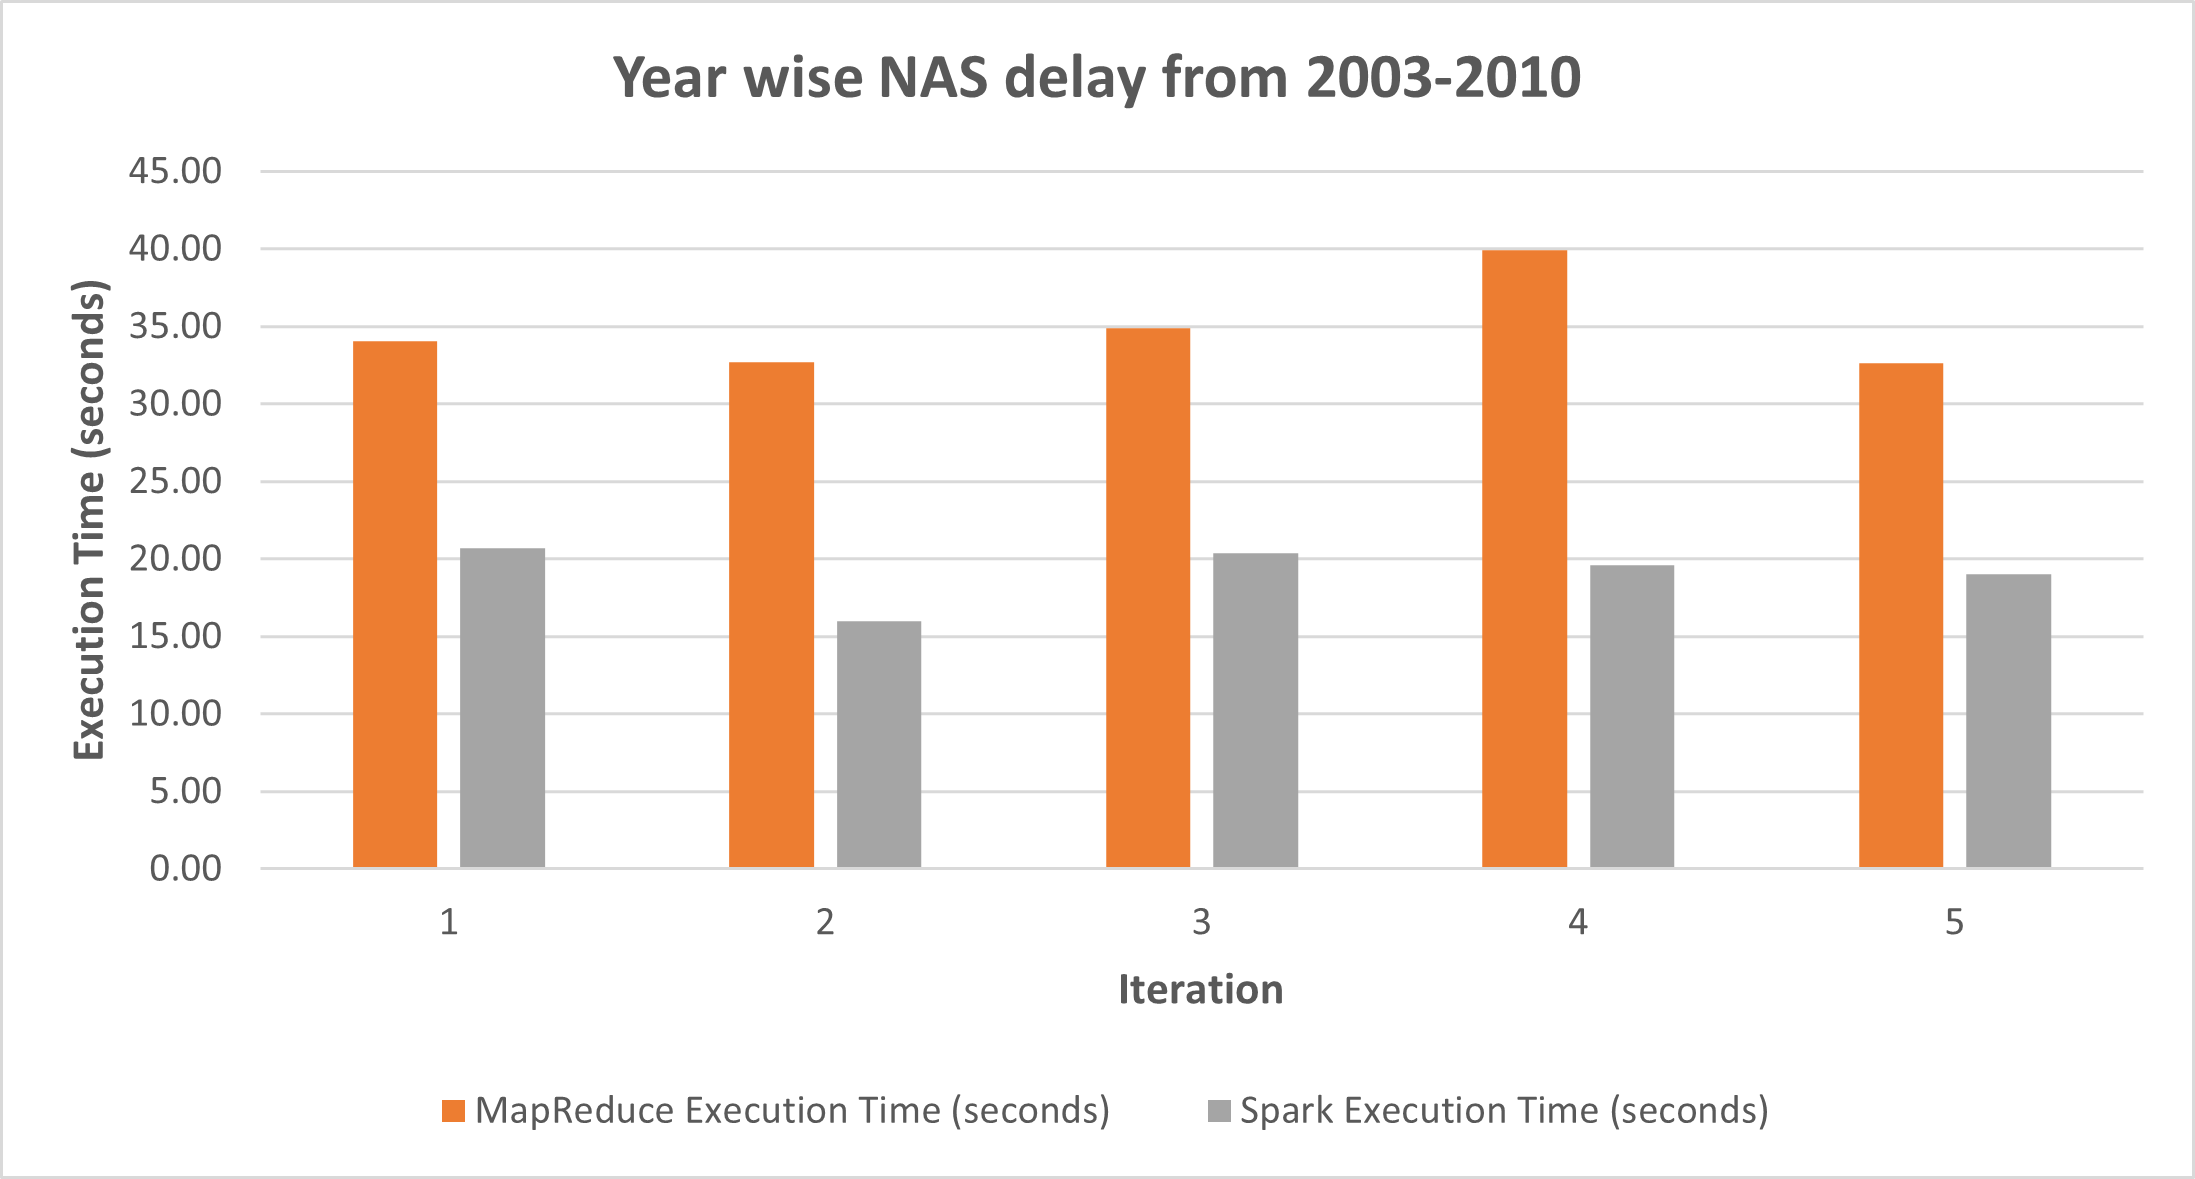 Year wise NAS delay from 2003-2010
45.00
40.00
35.00
30.00
25.00
20.00
15.00
10.00
5.00
0.00
Execution Time (seconds)
1 2 3 4 5
Iteration
MapReduce Execution Time (seconds) Spark Execution Time (seconds)